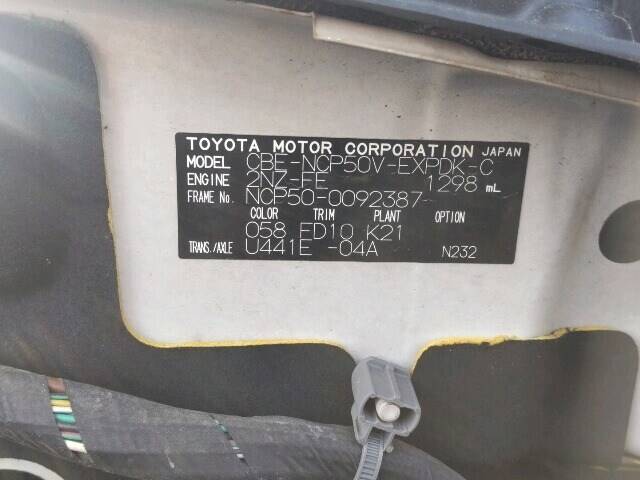 TOYOTA MOTOR CORPORATION JAPAN
MODEL CBE-NCP50V-EXPDK-C
ENGINE 2NZ-FE 1298 mL
FRAME No. NCP50-0092387
COLOR TRIM PLANT OPTION
058 FD10 K21
TRANS./AXLE U441E -04A N232